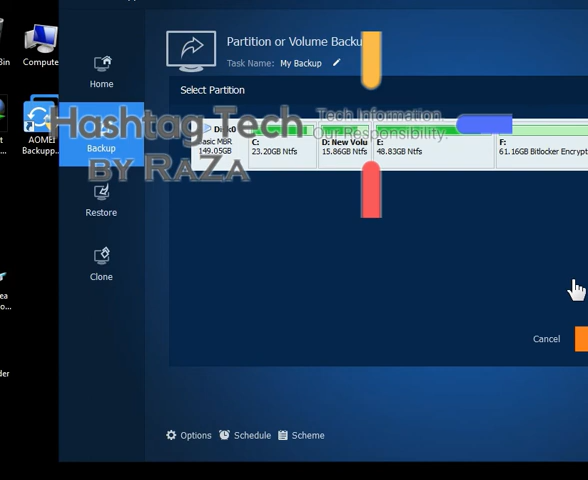 Bin
Compute
AOMEI
Backupp
Home
Backup
Restore
Clone
Partition or Volume Backu
Task Name: My Backup
Select Partition
Hashtag Tech
BY RAZA
Tech Information.
Our Responsibility.
Disk0
Basic MBR
149.05GB
C:
23.20GB Ntfs
D: New Volu
15.86GB Ntfs
E:
48.83GB Ntfs
F:
61.16GB Bitlocker Encrypt
Cancel
Options
Schedule
Scheme